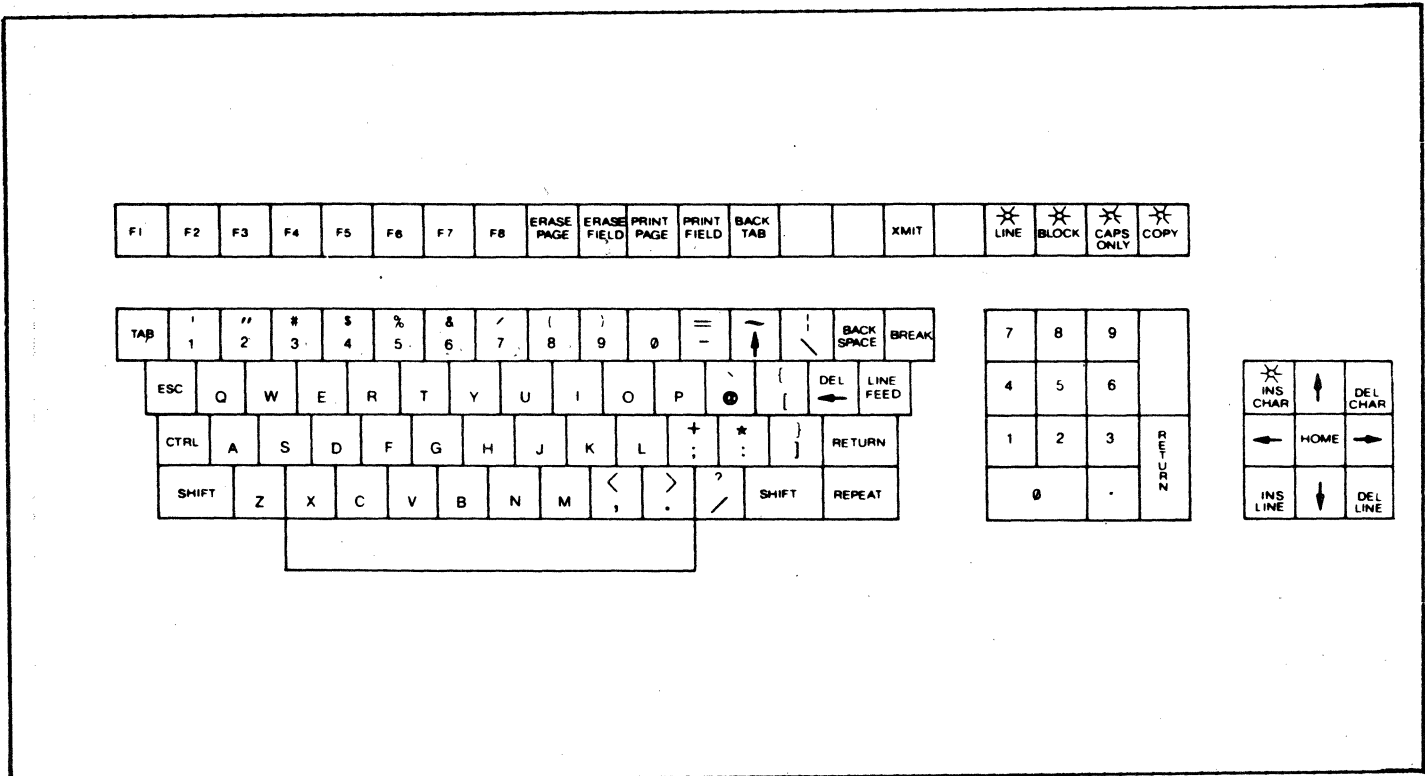 F1 F2 F3 F4 F5 F6 F7 F8 ERASE PAGE ERASE FIELD PRINT PAGE PRINT FIELD BACK TAB XMIT LINE BLOCK CAPS ONLY COPY
TAB ! 1 " 2 # 3 $ 4 % 5 & 6 ' 7 ( 8 ) 9 0 = - ~ ↑ ¦ \ BACK SPACE BREAK
7 8 9
ESC Q W E R T Y U I O P ` @ { [ DEL ← LINE FEED
4 5 6
INS CHAR ↑ DEL CHAR
CTRL A S D F G H J K L + ; * : } ] RETURN
1 2 3 RETURN
← HOME →
SHIFT Z X C V B N M < , > . ? / SHIFT REPEAT
0 .
INS LINE ↓ DEL LINE